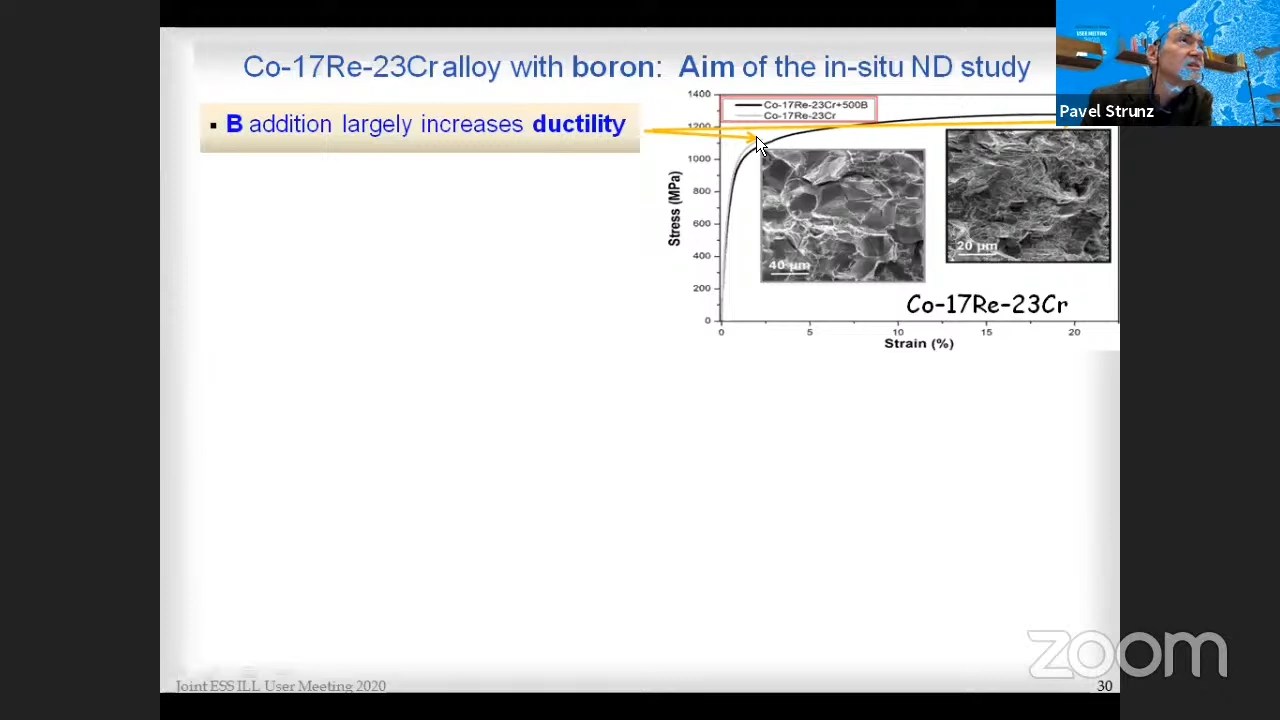 Co-17Re-23Cr alloy with boron: Aim of the in-situ ND study
▪ B addition largely increases ductility
1400
1200
1000
800
600
400
200
0
Stress (MPa)
Co-17Re-23Cr+500B
Co-17Re-23Cr
40 µm
20 µm
Co-17Re-23Cr
0 5 10 15 20
Strain (%)
USER MEETING
Pavel Strunz
zoom
Joint ESS ILL User Meeting 2020
30